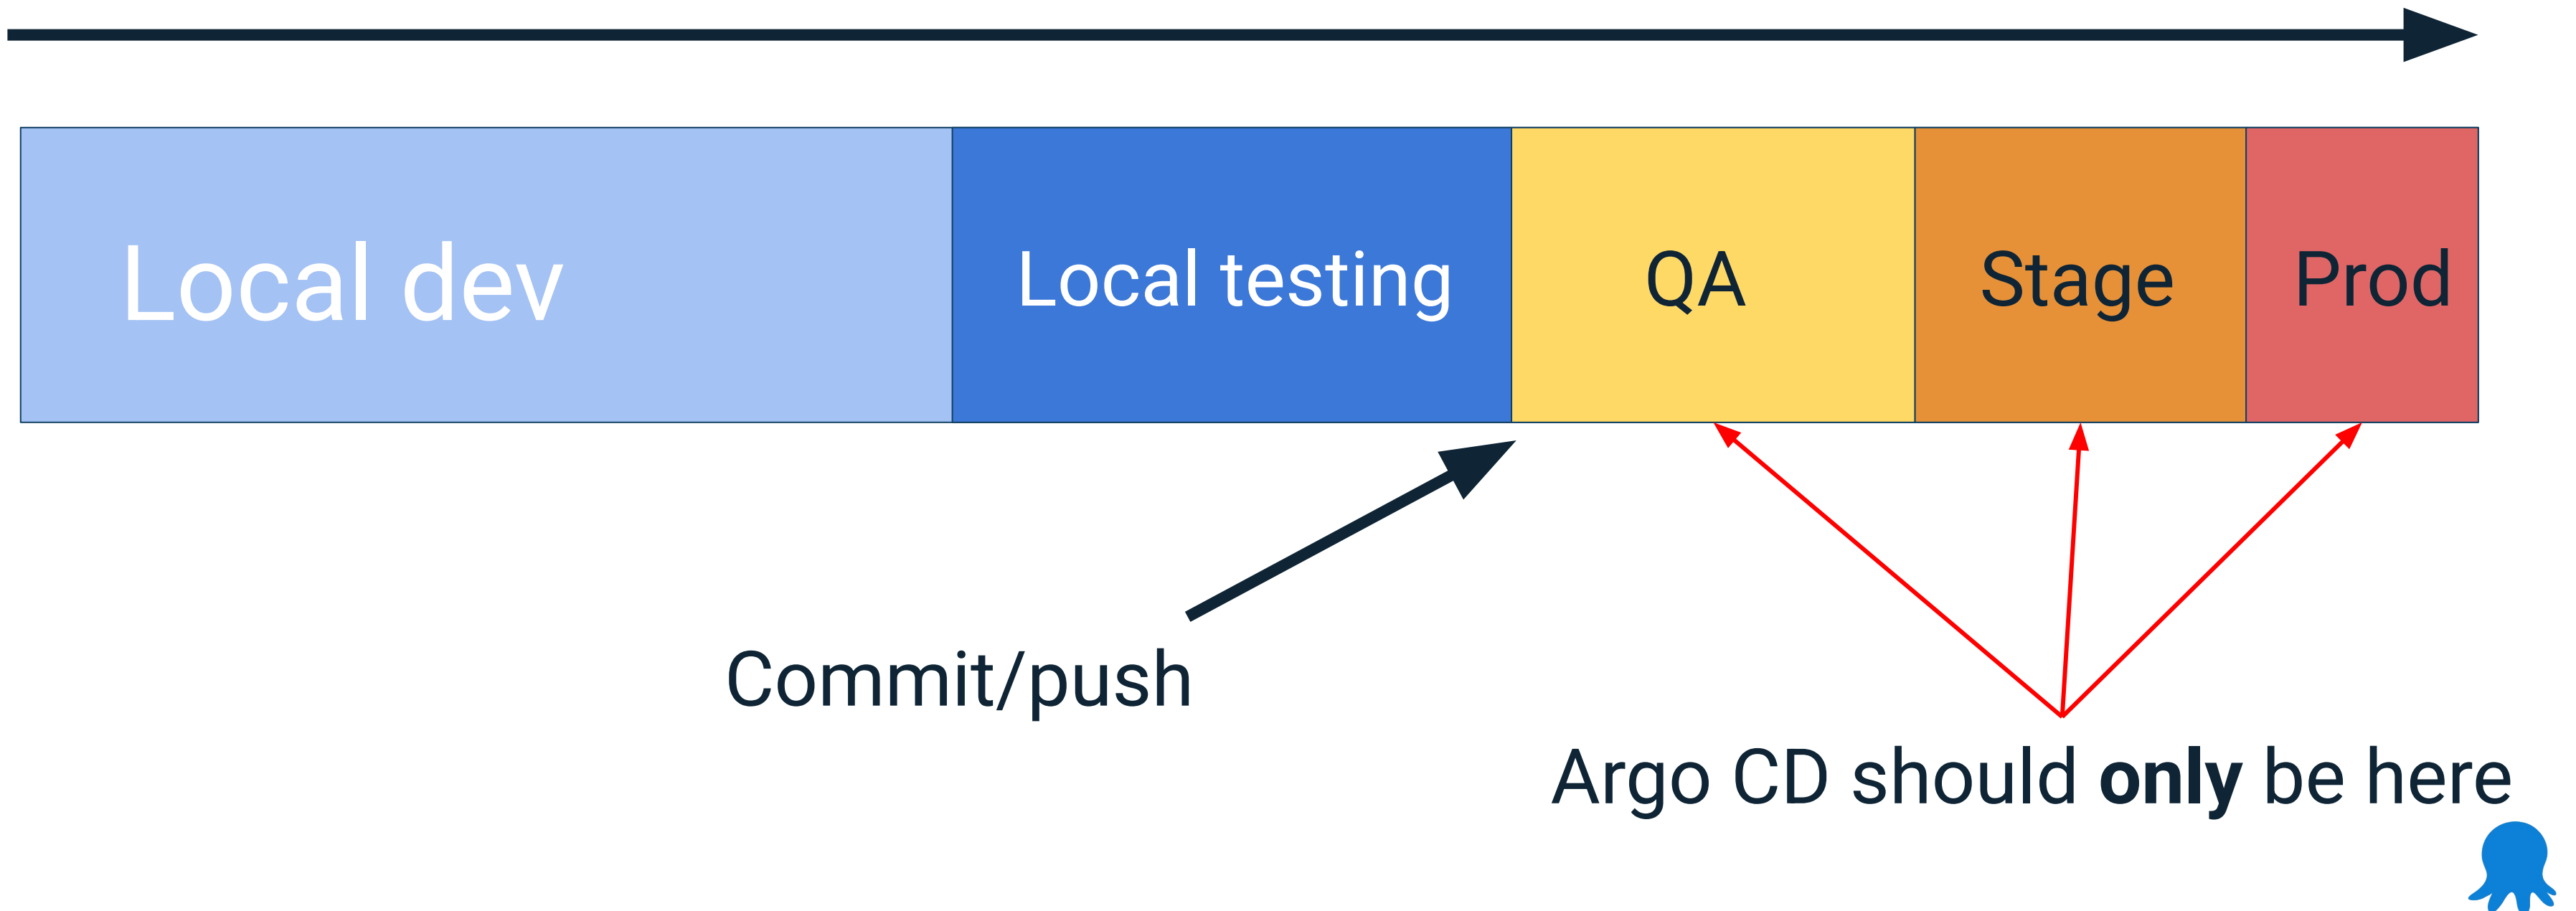 Local dev
Local testing
QA
Stage
Prod
Commit/push
Argo CD should only be here